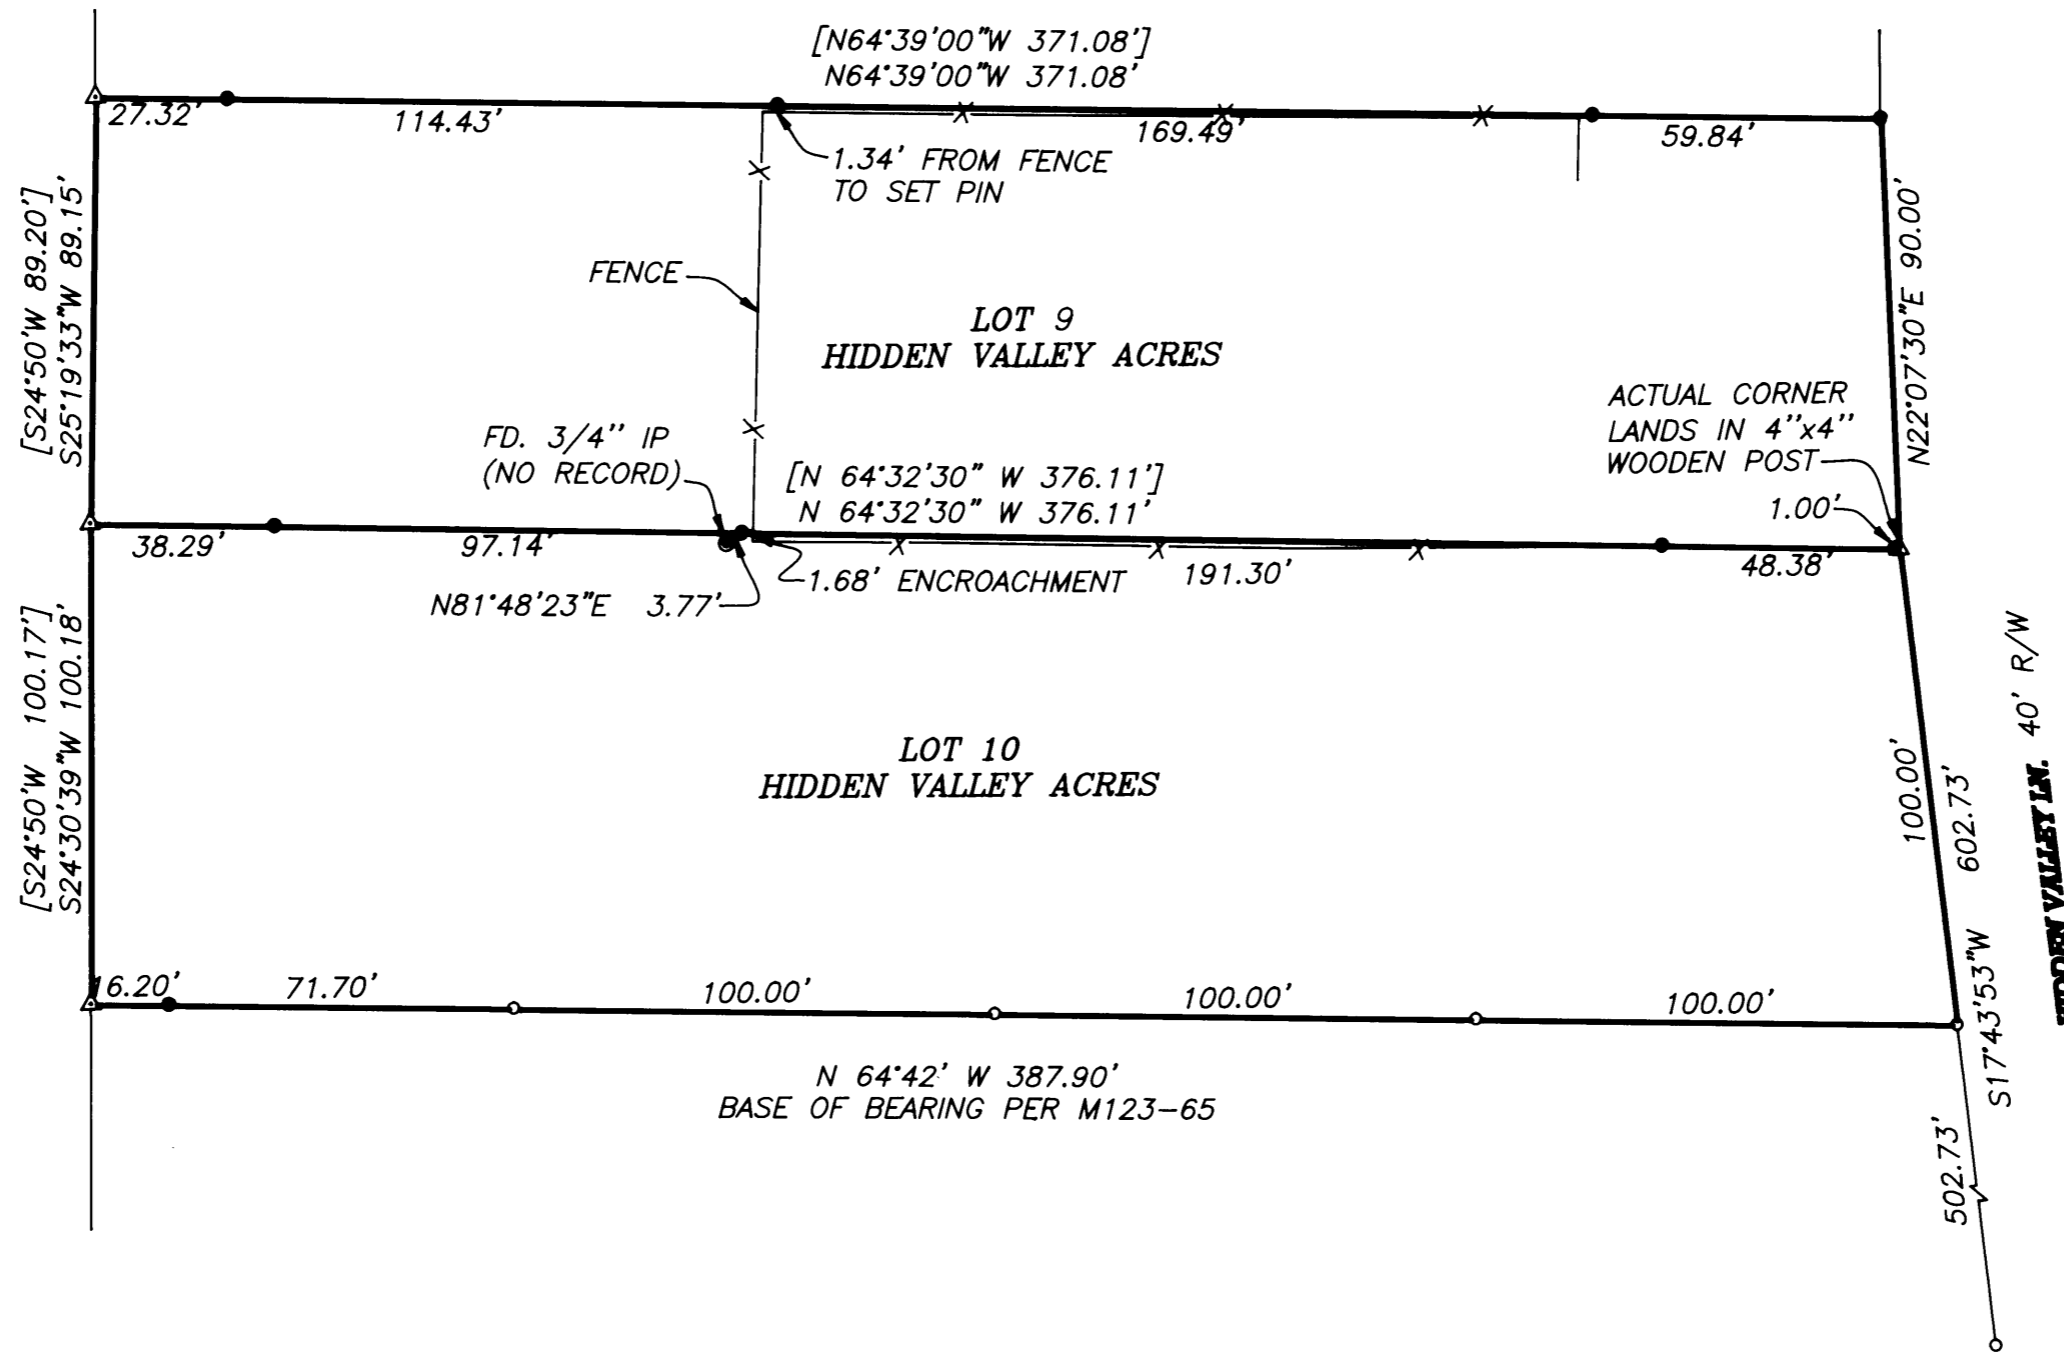 [N64°39'00"W 371.08']
N64°39'00"W 371.08'
27.32'
114.43'
169.49'
59.84'
1.34' FROM FENCE
TO SET PIN
[S24°50'W 89.20']
S25°19'33"W 89.15'
N22°07'30"E 90.00'
FENCE
LOT 9
HIDDEN VALLEY ACRES
ACTUAL CORNER
LANDS IN 4"x4"
WOODEN POST
1.00'
FD. 3/4" IP
(NO RECORD)
[N 64°32'30" W 376.11']
N 64°32'30" W 376.11'
38.29'
97.14'
191.30'
48.38'
1.68' ENCROACHMENT
N81°48'23"E 3.77'
[S24°50'W 100.17']
S24°30'39"W 100.18'
LOT 10
HIDDEN VALLEY ACRES
100.00'
S17°43'53"W 602.73'
HIDDEN VALLEY LN. 40' R/W
16.20'
71.70'
100.00'
100.00'
100.00'
N 64°42' W 387.90'
BASE OF BEARING PER M123-65
502.73'